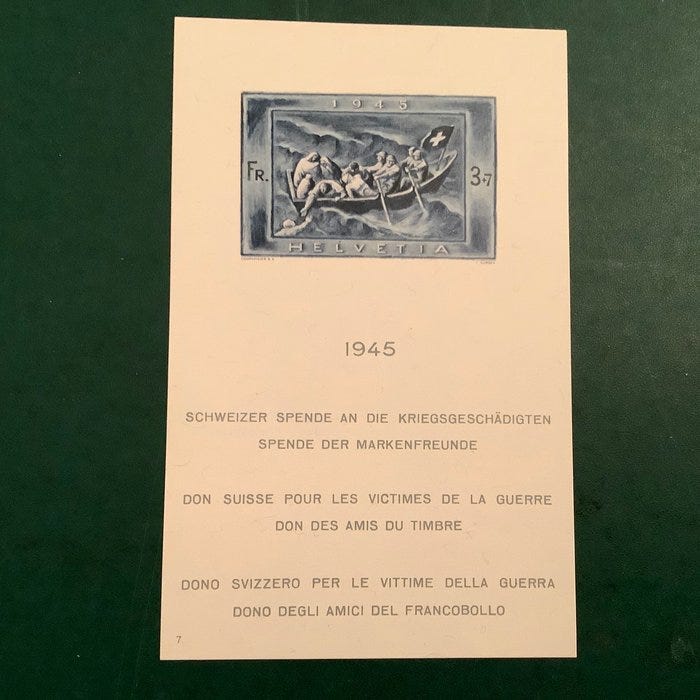 1945
FR. 3+7
HELVETIA
1945
SCHWEIZER SPENDE AN DIE KRIEGSGESCHÄDIGTEN
SPENDE DER MARKENFREUNDE
DON SUISSE POUR LES VICTIMES DE LA GUERRE
DON DES AMIS DU TIMBRE
DONO SVIZZERO PER LE VITTIME DELLA GUERRA
DONO DEGLI AMICI DEL FRANCOBOLLO
7